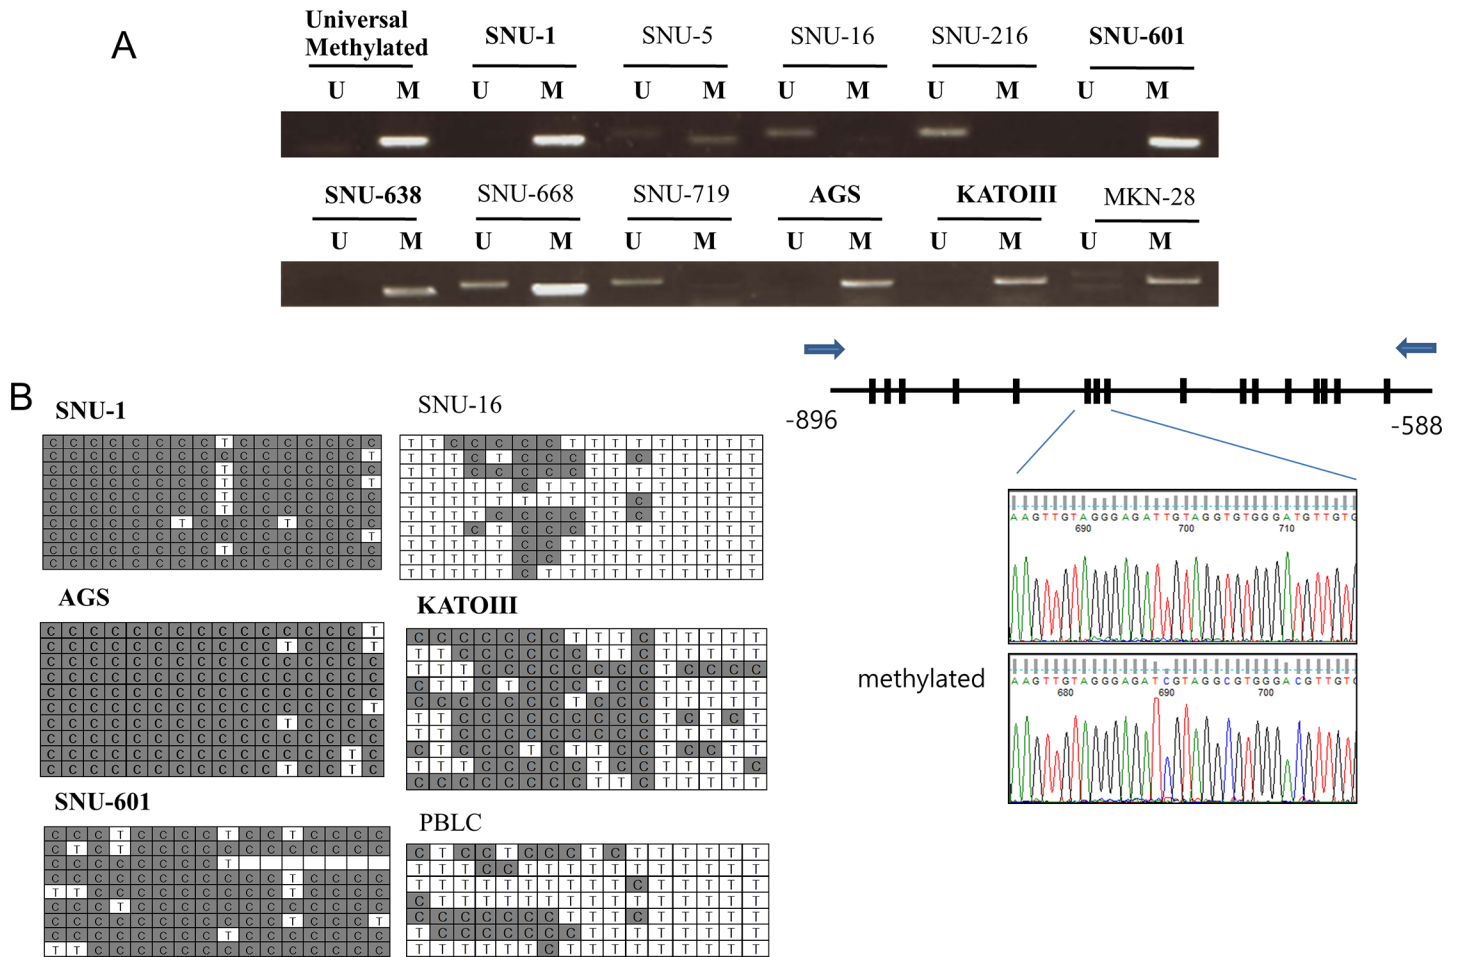 A
Universal Methylated SNU-1 SNU-5 SNU-16 SNU-216 SNU-601
U M U M U M U M U M U M
SNU-638 SNU-668 SNU-719 AGS KATOIII MKN-28
U M U M U M U M U M U M
B
SNU-1
C C C C C C C C T C C C C C C C
C C C C C C C C C C C C C C C T
C C C C C C C C T C C C C C C C
C C C C C C C C T C C C C C C T
C C C C C C C C T C C C C C C C
C C C C C C C C T C C C C C C C
C C C C C C T C C C C T C C C C
C C C C C C C C C C C C C C C T
C C C C C C C C T C C C C C C C
C C C C C C C C C C C C C C C C
SNU-16
T T C C C C C T T T T T T T T T
T T T C T C C C T T C T T T T T
T T T C C C C C T T T T T T T T
T T T T T C T T T T T T T T T T
T T T T T T T T T T C T T T T T
T T T T C C C C T T C T T T T T
T T T C T C C C T T T T T T T T
T T T T T C C T T T T T T T T T
T T T T T C C T T T T T T T T T
T T T T T C T T T T T T T T T T
AGS
C C C C C C C C C C C C C C C T
C C C C C C C C C C C T C C C T
C C C C C C C C C C C C C C C C
C C C C C C C C C C C C C C C C
C C C C C C C C C C C C C C C C
C C C C C C C C C C C C C C C T
C C C C C C C C C C C T C C C C
C C C C C C C C C C C C C C C C
C C C C C C C C C C C C C C T C
C C C C C C C C C C C T C C T C
KATOIII
C C C C C C C T T T C T T T T T
T T C C C C C C T T C T T T T T
T T T C C C C C C C C T C C C C
C T T C T C C C T C C T T T T T
C C C C C C C T C C C T T T T T
T T C C C C C C C C C T C T C T
T T C C C C C C C C C T T T T T
C T C C C T C T T C C T C C T T
T T T C C C C C T C C T T T T C
C C C C C C C C T T C T T T T T
SNU-601
C C C T C C C C T C C T C C C C
C T C T C C C C C C C C C C C C
C C C C C C C C T
C C C C C C C C C C C T C C C C
T T C C C C C C C C C T C C C C
C C C T C C C C C C C C C C C C
C C C C C C C C C C C T C C C T
C C C C C C C C T C C C C C C C
T T C C C C C C C C C C C C C C
PBLC
C T C C T C C C T C T T T T T T
T T T C C T T T T T T T T T T T
T T T T T T T T T T C T T T T T
C T T T T T T T T T T T T T T T
C C C C C C C T T T C T T T T T
T C C C C C C C T T T T T T T T
T T T T T T C T T T T T T T T T
-896 -588
AAGTTGTAGGGAGATTGTAGGTGTGGGATGTTGTG
690 700 710
methylated
AAGTTGTAGGGAGATCGTAGGCGTGGGACGTTGTG
680 690 700